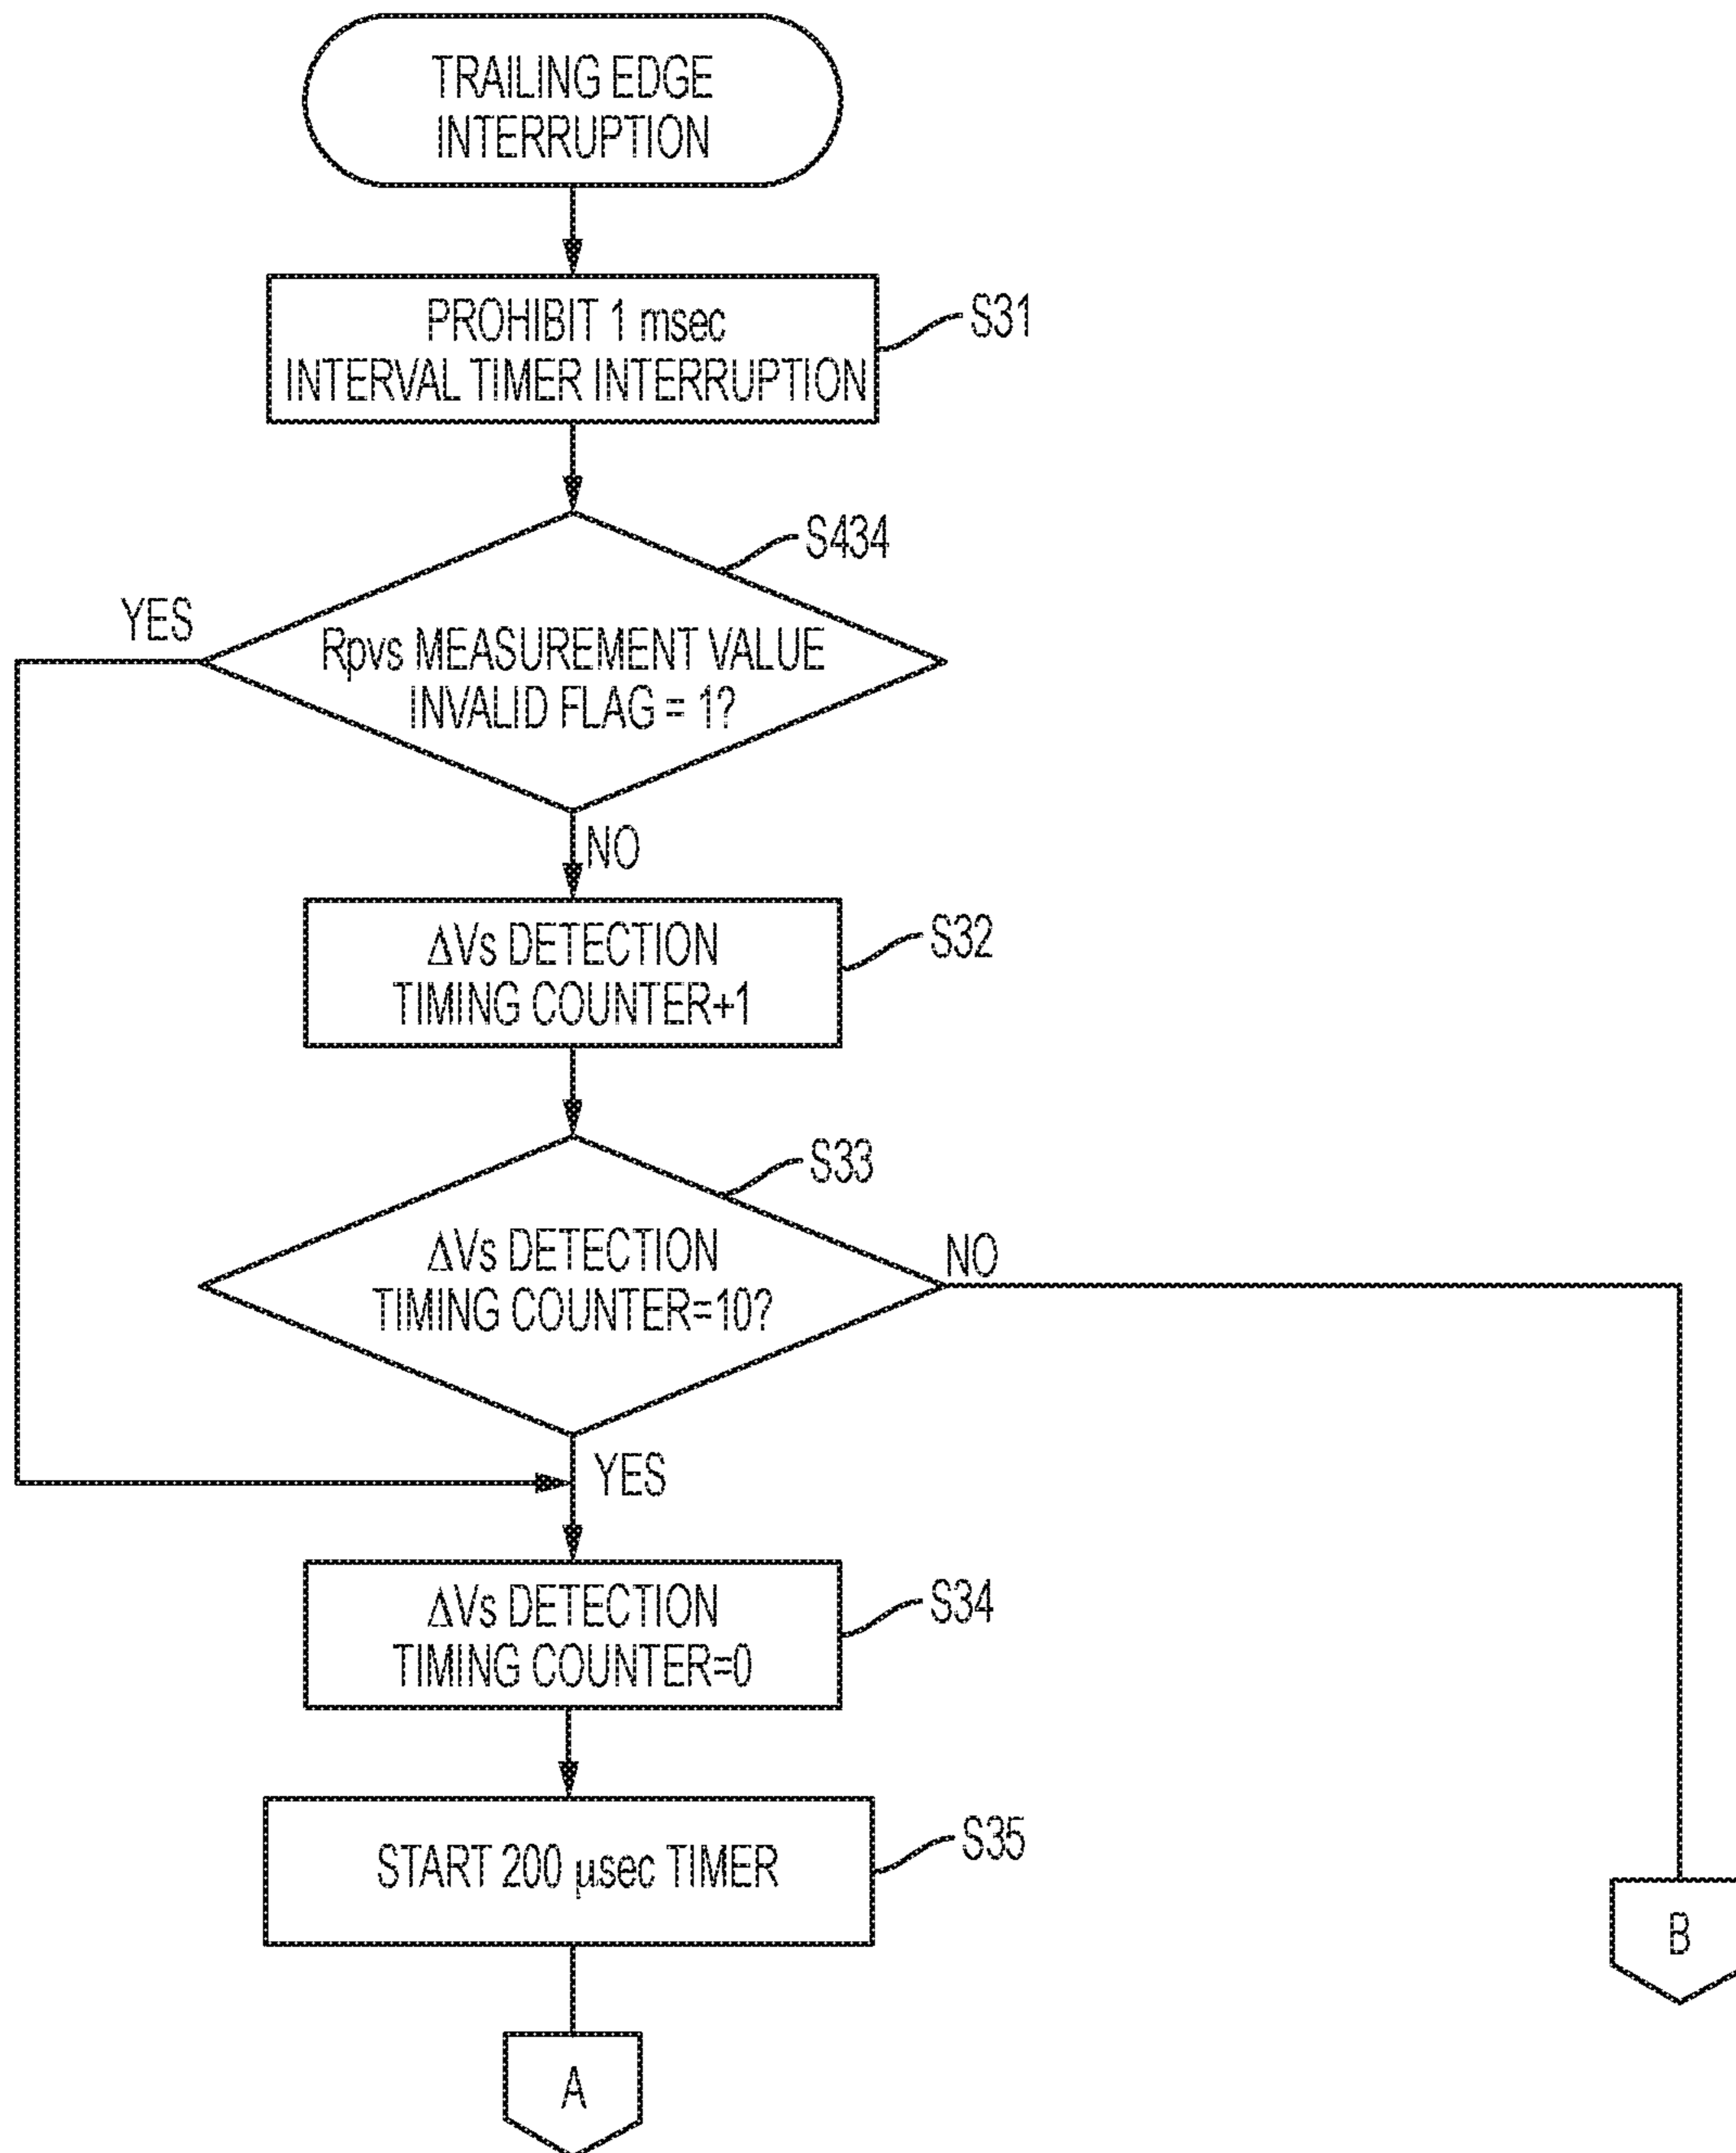 TRAILING EDGE
INTERRUPTION
PROHIBIT 1 msec
INTERVAL TIMER INTERRUPTION
S31
S434
YES
Rpvs MEASUREMENT VALUE
INVALID FLAG = 1?
NO
ΔVs DETECTION
TIMING COUNTER+1
S32
S33
ΔVs DETECTION
TIMING COUNTER=10?
NO
YES
ΔVs DETECTION
TIMING COUNTER=0
S34
START 200 μsec TIMER
S35
B
A